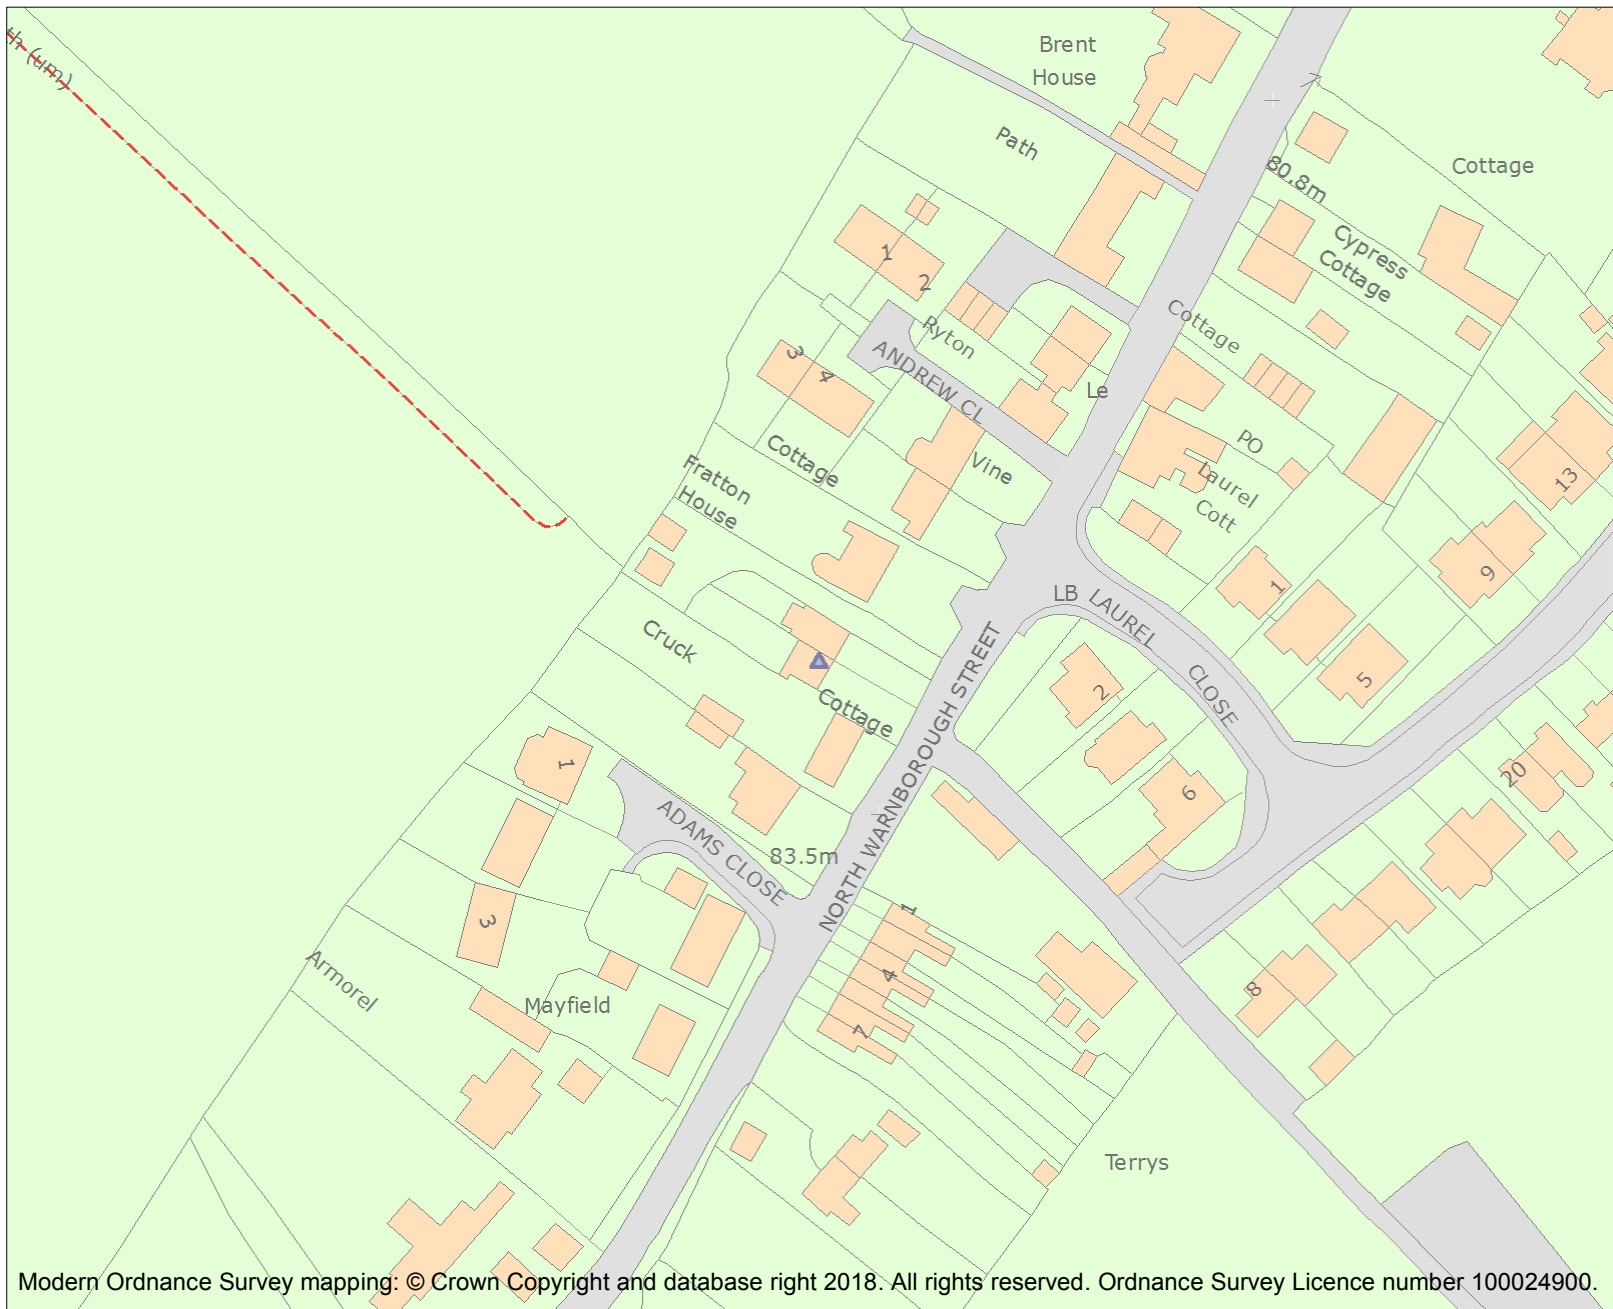 th (um)
Brent
House
7
Path
80.8m
Cottage
Cypress
Cottage
1
2
Ryton
Cottage
3
4
ANDREW CL
Le
PO
Vine
Cottage
Fratton
House
Laurel
Cott
13
9
1
LB
LAUREL CLOSE
5
2
Cruck
Cottage
NORTH WARNBOROUGH STREET
1
6
20
ADAMS CLOSE
83.5m
3
1
4
7
8
Armorel
Mayfield
Terrys
Modern Ordnance Survey mapping: © Crown Copyright and database right 2018. All rights reserved. Ordnance Survey Licence number 100024900.